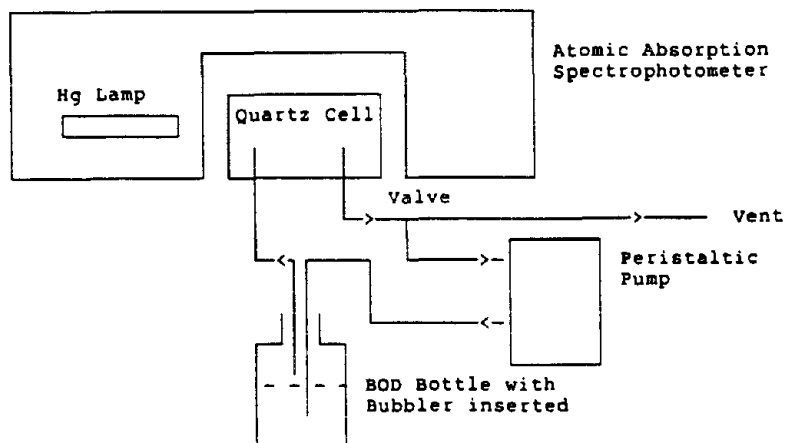 Atomic Absorption
Spectrophotometer
Hg Lamp
Quartz Cell
Valve
Vent
Peristaltic
Pump
BOD Bottle with
Bubbler inserted